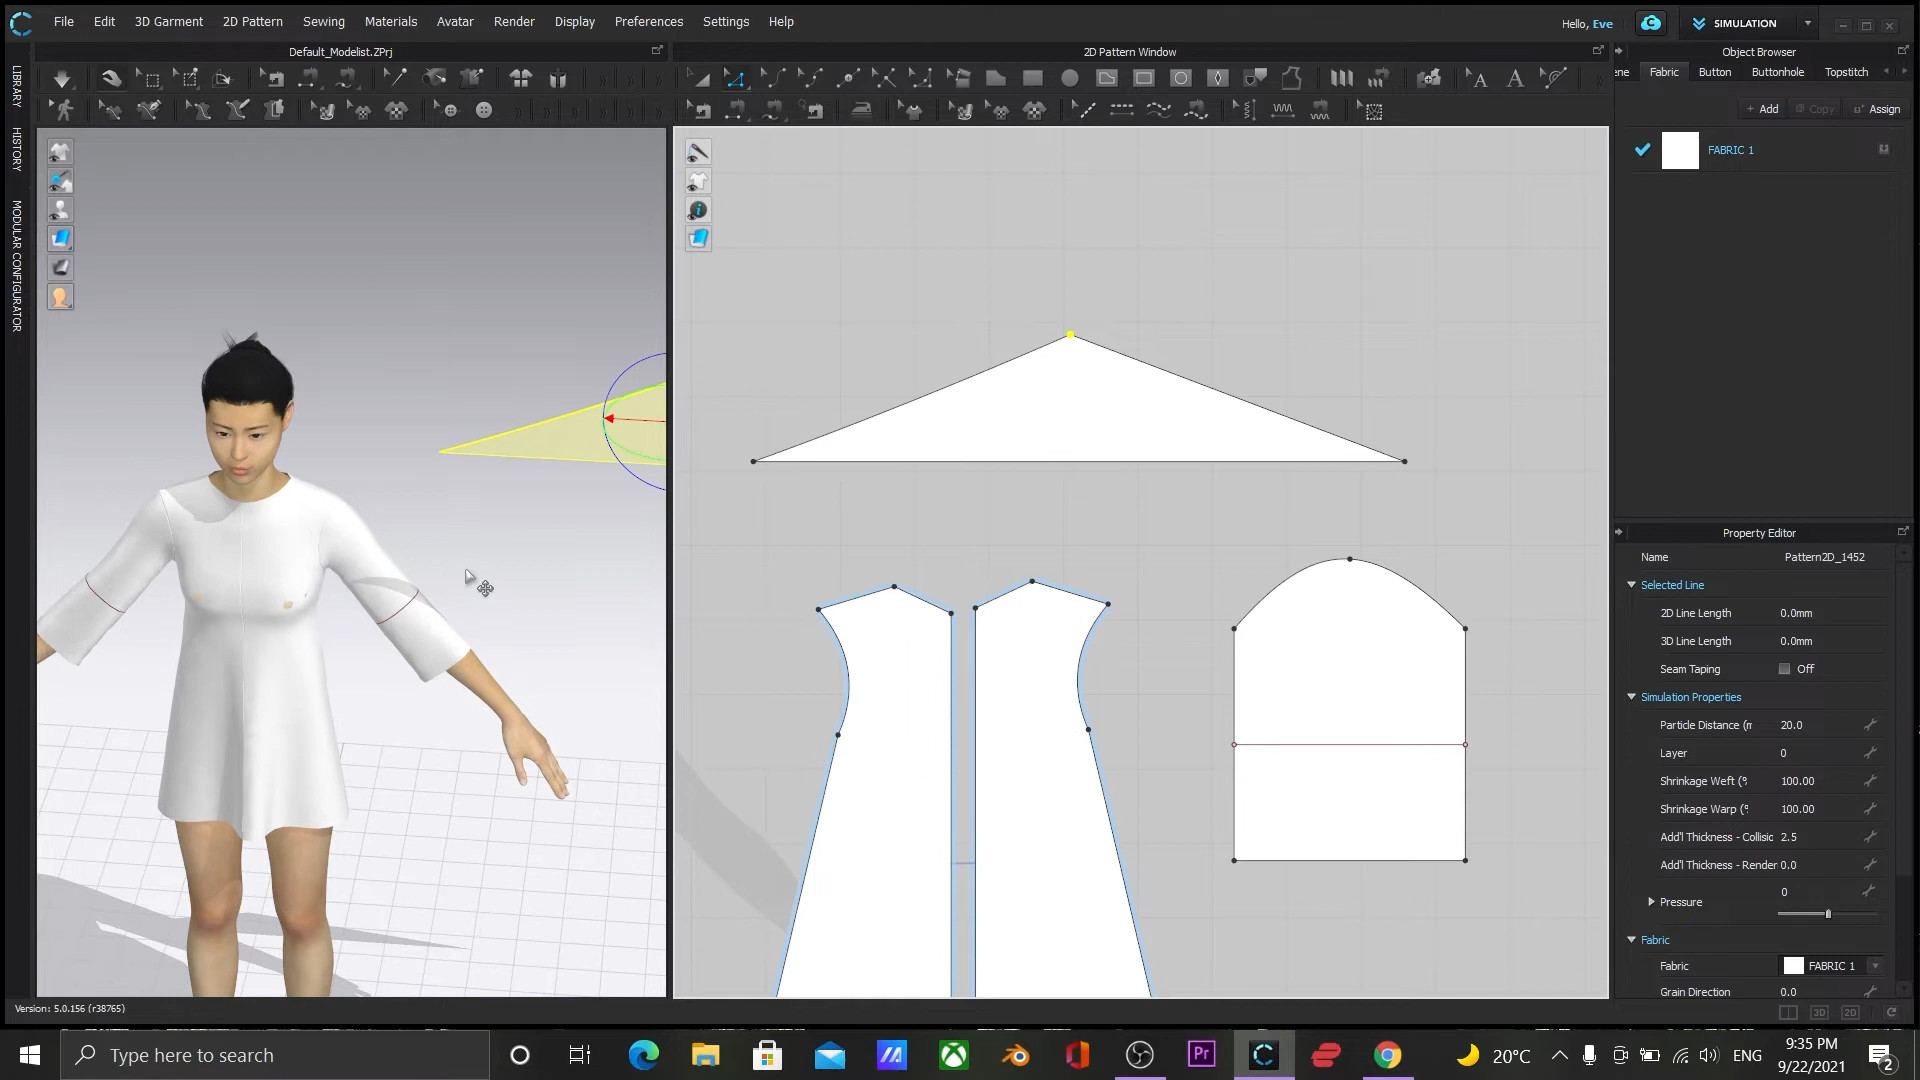 File Edit 3D Garment 2D Pattern Sewing Materials Avatar Render Display Preferences Settings Help
Hello, Eve
SIMULATION
Default_Modelist.ZPrj
2D Pattern Window
Object Browser
ene Fabric Button Buttonhole Topstitch
+ Add Copy Assign
FABRIC 1
LIBRARY
HISTORY
MODULAR CONFIGURATOR
Property Editor
Name Pattern2D_1452
Selected Line
2D Line Length 0.0mm
3D Line Length 0.0mm
Seam Taping Off
Simulation Properties
Particle Distance (m 20.0
Layer 0
Shrinkage Weft (% 100.00
Shrinkage Warp (% 100.00
Add'l Thickness - Collisic 2.5
Add'l Thickness - Render 0.0
0
Pressure
Fabric
Fabric FABRIC 1
Grain Direction 0.0
Version: 5.0.156 (r38765)
3D 2D
Type here to search
Pr
20°C
ENG
9:35 PM
9/22/2021
2